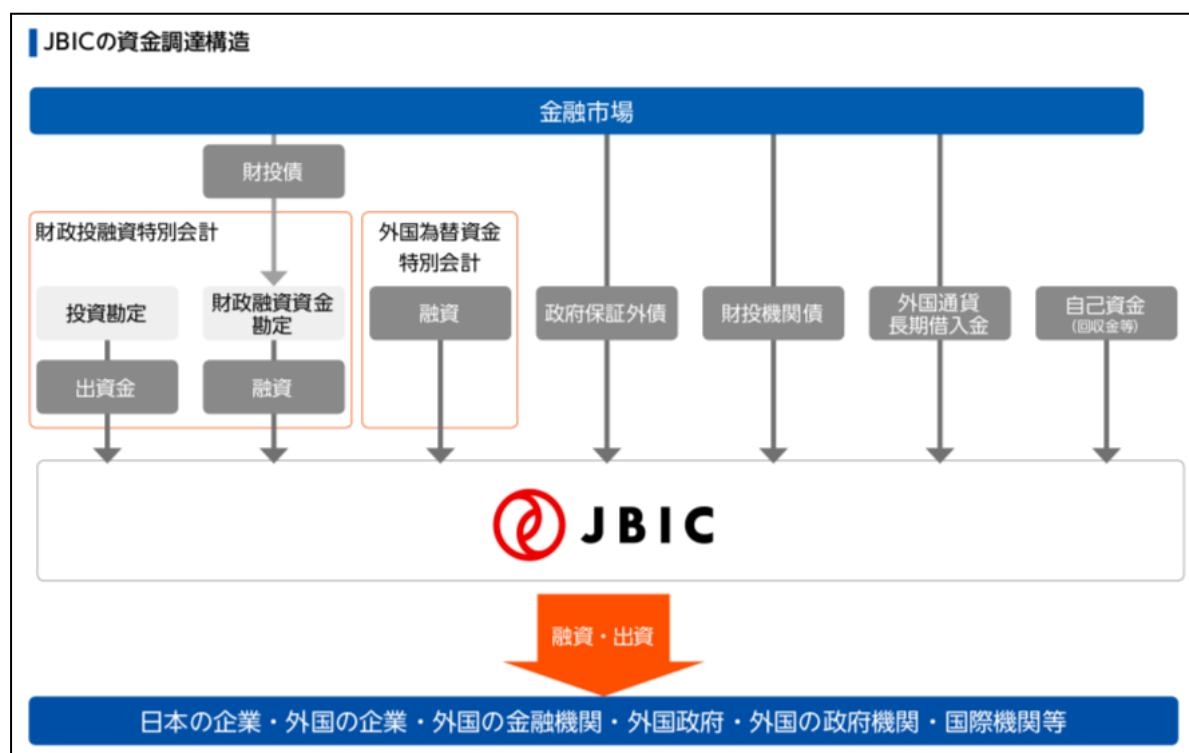 JBICの資金調達構造
金融市場
財投債
財政投融資特別会計
外国為替資金
特別会計
投資勘定
財政融資資金
勘定
融資
政府保証外債
財投機関債
外国通貨
長期借入金
自己資金
(回収金等)
出資金
融資
JBIC
融資・出資
日本の企業・外国の企業・外国の金融機関・外国政府・外国の政府機関・国際機関等